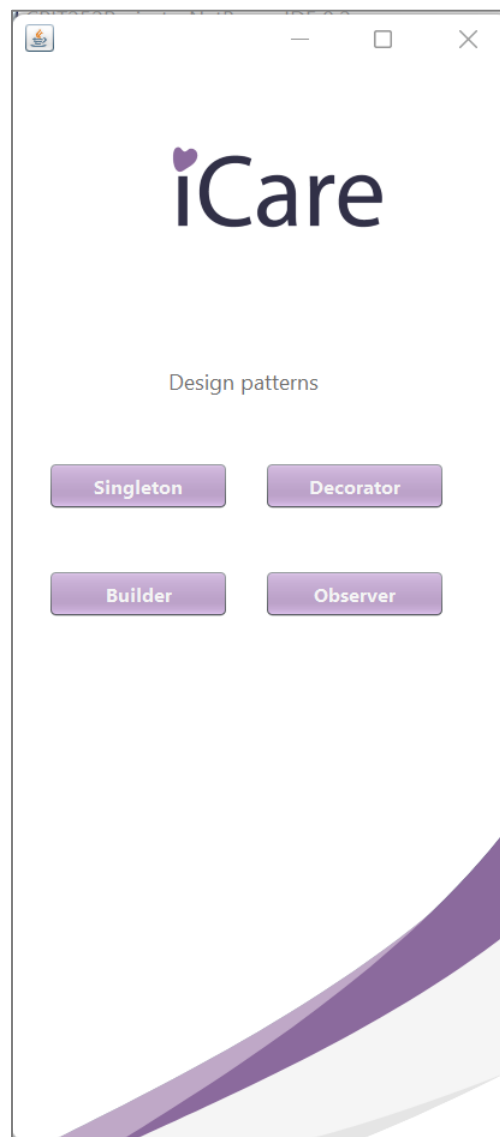 iCare
Design patterns
Singleton
Decorator
Builder
Observer